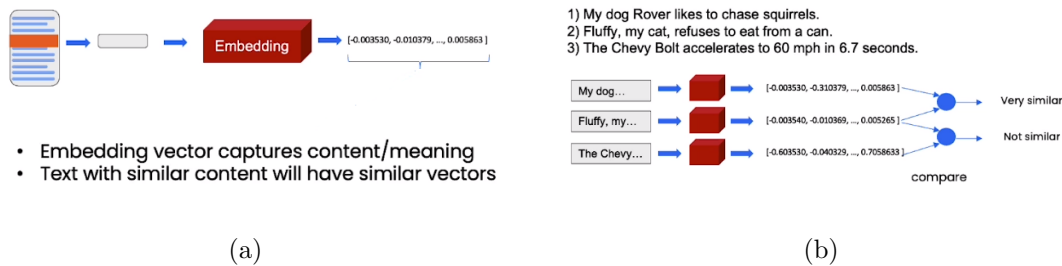 Embedding
[-0.003530, -0.010379, ..., 0.005863 ]
• Embedding vector captures content/meaning
• Text with similar content will have similar vectors
(a)
1) My dog Rover likes to chase squirrels.
2) Fluffy, my cat, refuses to eat from a can.
3) The Chevy Bolt accelerates to 60 mph in 6.7 seconds.
My dog...
[-0.003530, -0.310379, ..., 0.005863 ]
Very similar
Fluffy, my...
[-0.003540, -0.010369, ..., 0.005265 ]
Not similar
The Chevy...
[-0.603530, -0.040329, ..., 0.7058633 ]
compare
(b)